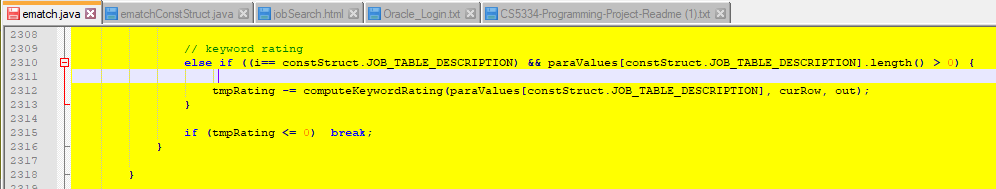 ematch.java ematchConstStruct.java jobSearch.html Oracle_Login.txt CS5334-Programming-Project-Readme (1).txt
2308
2309 // keyword rating
2310 else if ((i== constStruct.JOB_TABLE_DESCRIPTION) && paraValues[constStruct.JOB_TABLE_DESCRIPTION].length() > 0) {
2311
2312 tmpRating -= computeKeywordRating(paraValues[constStruct.JOB_TABLE_DESCRIPTION], curRow, out);
2313 }
2314
2315 if (tmpRating <= 0) break;
2316 }
2317
2318 }
2319